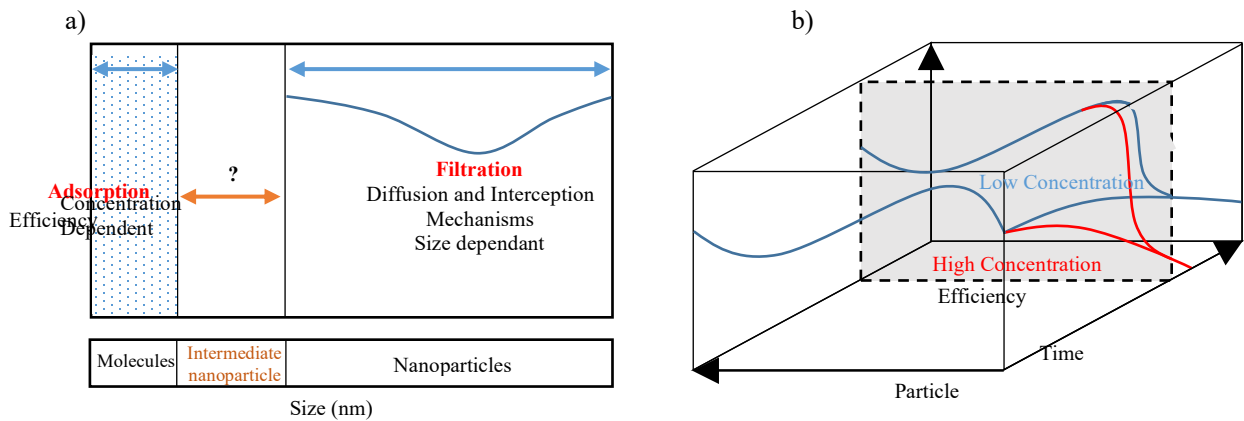 a)
?
Adsorption
Concentration
Efficiency
Dependent
Filtration
Diffusion and Interception
Mechanisms
Size dependant
Molecules
Intermediate
nanoparticle
Nanoparticles
Size (nm)
b)
Low Concentration
High Concentration
Efficiency
Time
Particle